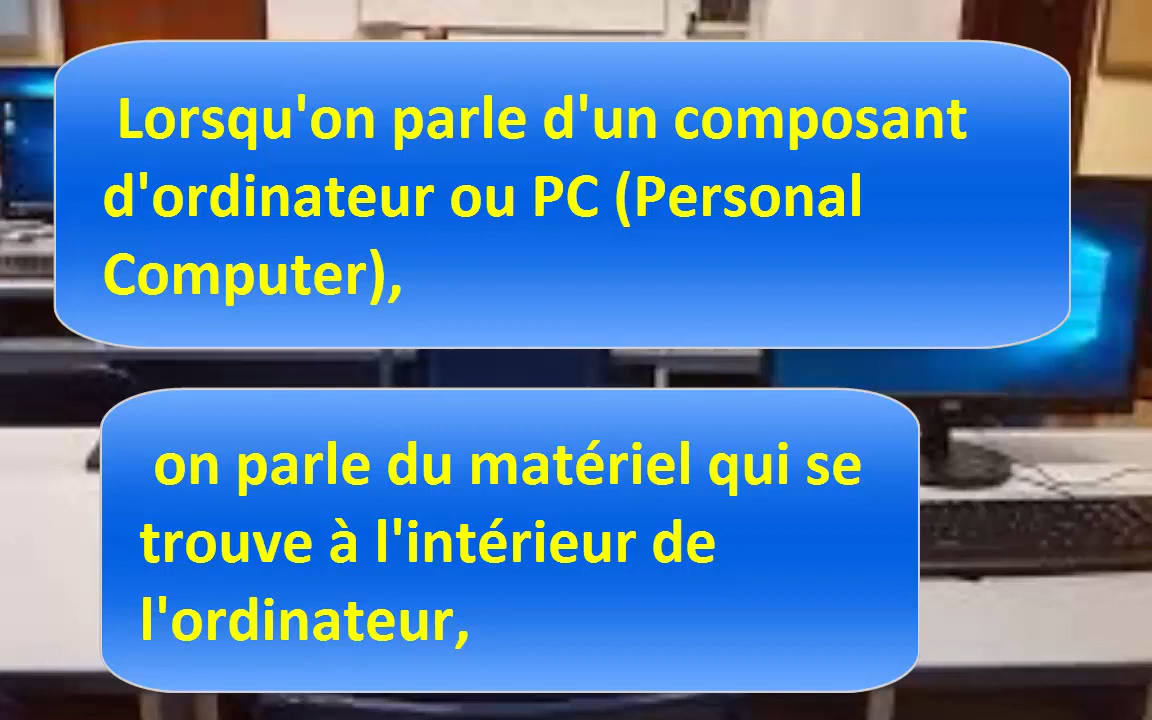 Lorsqu'on parle d'un composant
d'ordinateur ou PC (Personal
Computer),
on parle du matériel qui se
trouve à l'intérieur de
l'ordinateur,